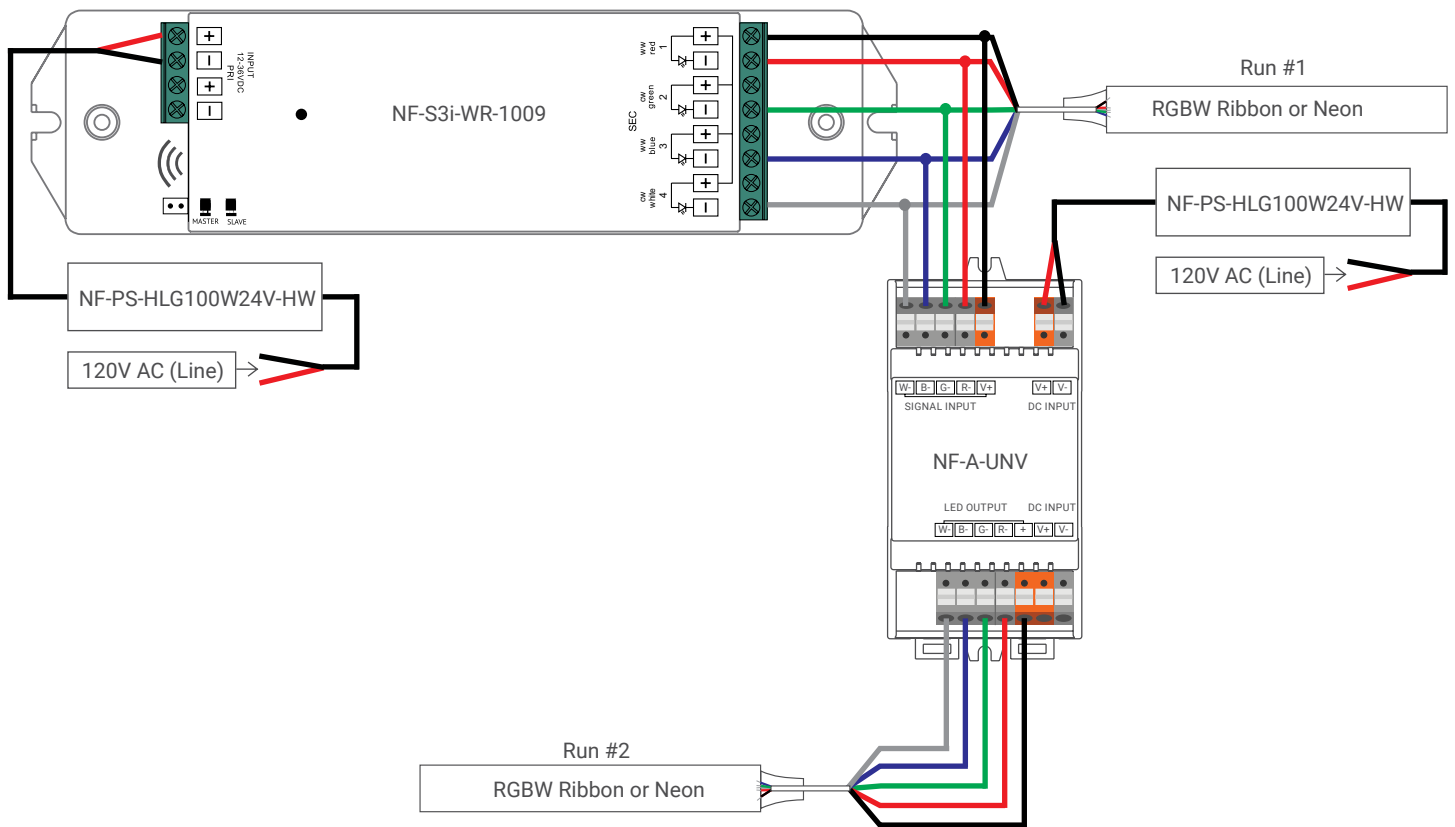 +
−
+
−
INPUT
12-36VDC
PRI
NF-S3i-WR-1009
MASTER
SLAVE
SEC
ww
red
1
+
−
cw
green
2
+
−
ww
blue
3
+
−
cw
white
4
+
−
Run #1
RGBW Ribbon or Neon
NF-PS-HLG100W24V-HW
120V AC (Line)
NF-PS-HLG100W24V-HW
120V AC (Line)
W- B- G- R- V+ V+ V-
SIGNAL INPUT DC INPUT
NF-A-UNV
LED OUTPUT DC INPUT
W- B- G- R- + V+ V-
Run #2
RGBW Ribbon or Neon